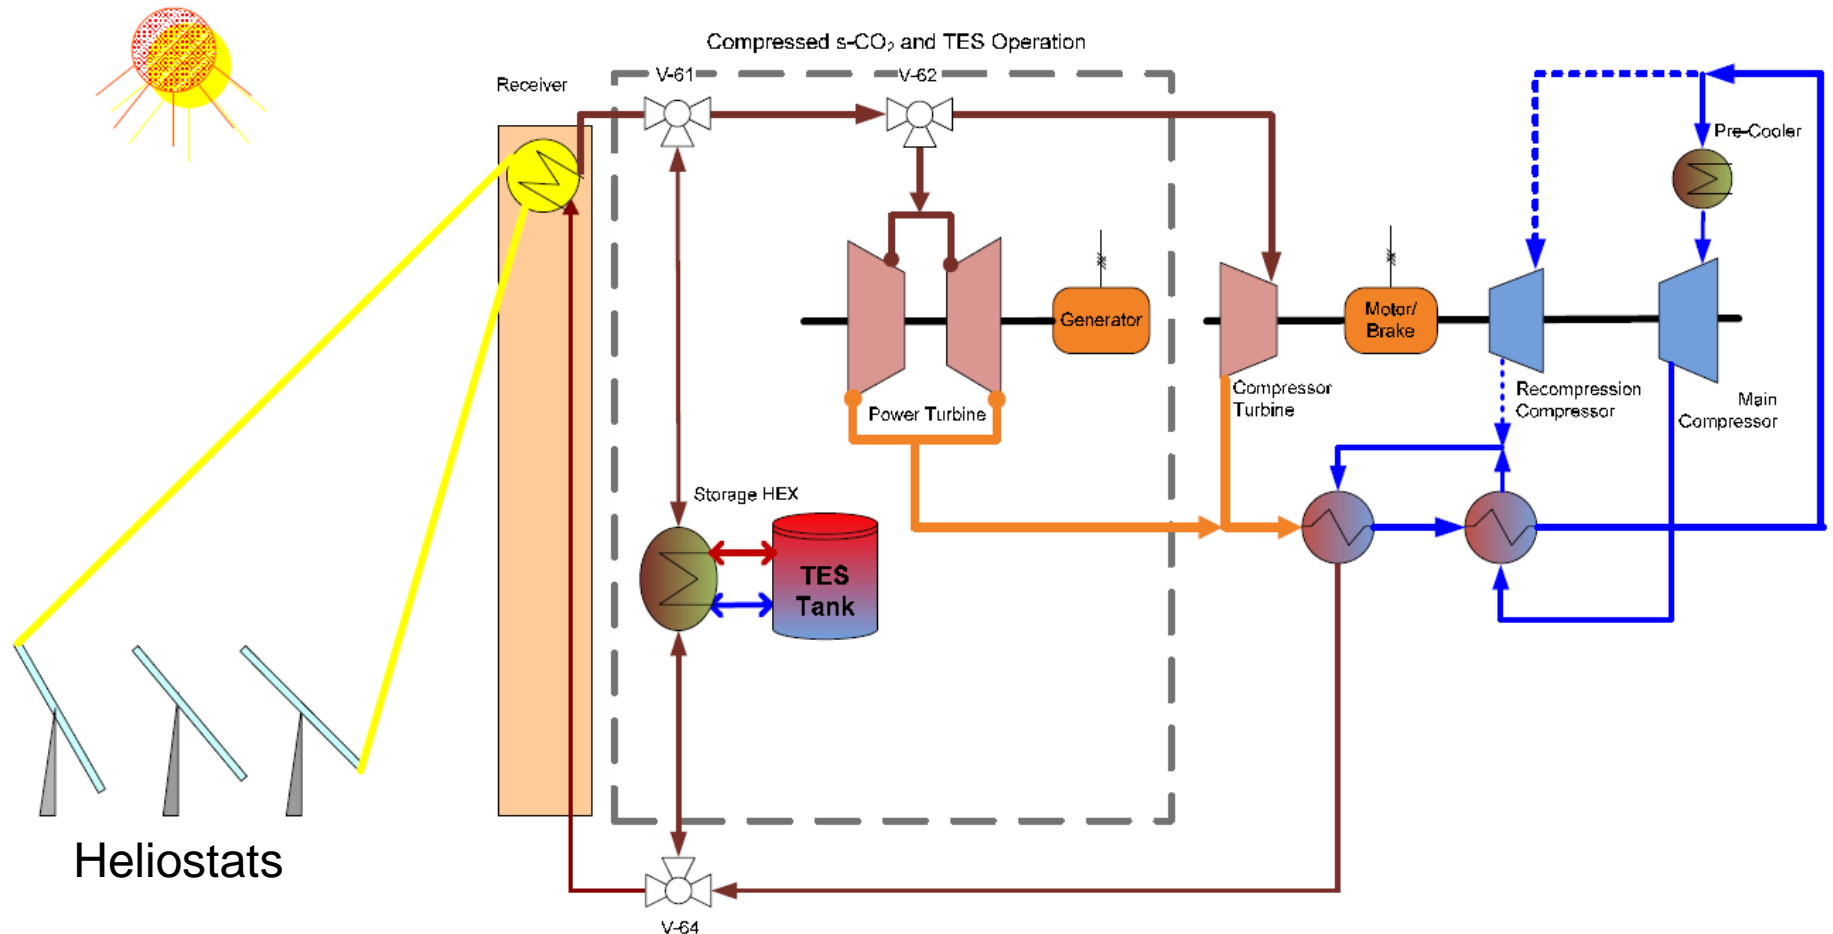 Compressed s-CO₂ and TES Operation
V-61
V-62
Receiver
Pre-Cooler
Generator
Motor/
Brake
Compressor
Turbine
Recompression
Compressor
Main
Compressor
Power Turbine
Storage HEX
TES
Tank
Heliostats
V-64